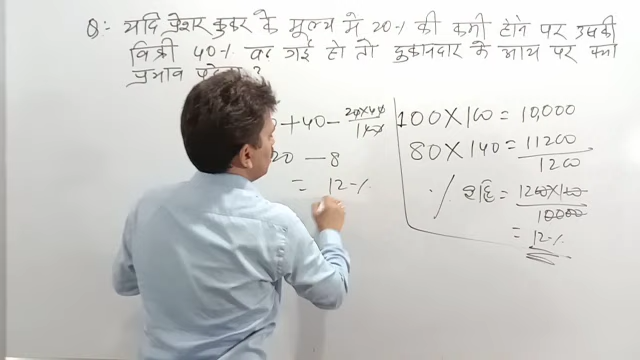 Q:- यदि प्रेशर कुकर के मूल्य में 20% की कमी होने पर उसकी
बिक्री 40% बढ़ गई हो तो दुकानदार के आय पर क्या
प्रभाव पड़ेगा ?
+ 40 - 20×40/100
20 - 8
= 12%
100 × 100 = 10,000
80 × 140 = 11200
1200
% वृद्धि = 1200×100/10000
= 12%